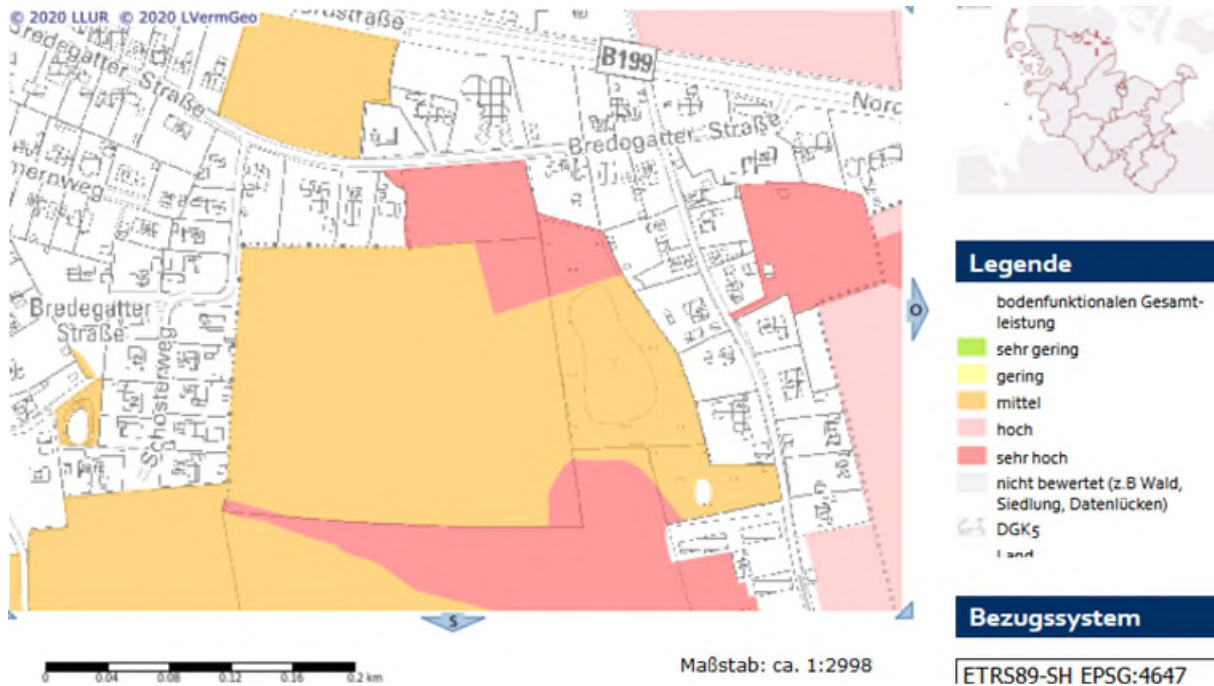 © 2020 LLUR © 2020 LVermGeo
Bredegatter Straße
B199
Bredegatter Straße
Bredegatter
Straße
Schosterweg
O
S
0 0.04 0.08 0.12 0.16 0.2 km
Maßstab: ca. 1:2998
Legende
bodenfunktionalen Gesamt-
leistung
sehr gering
gering
mittel
hoch
sehr hoch
nicht bewertet (z.B Wald,
Siedlung, Datenlücken)
DGK5
Land
Bezugssystem
ETRS89-SH EPSG:4647